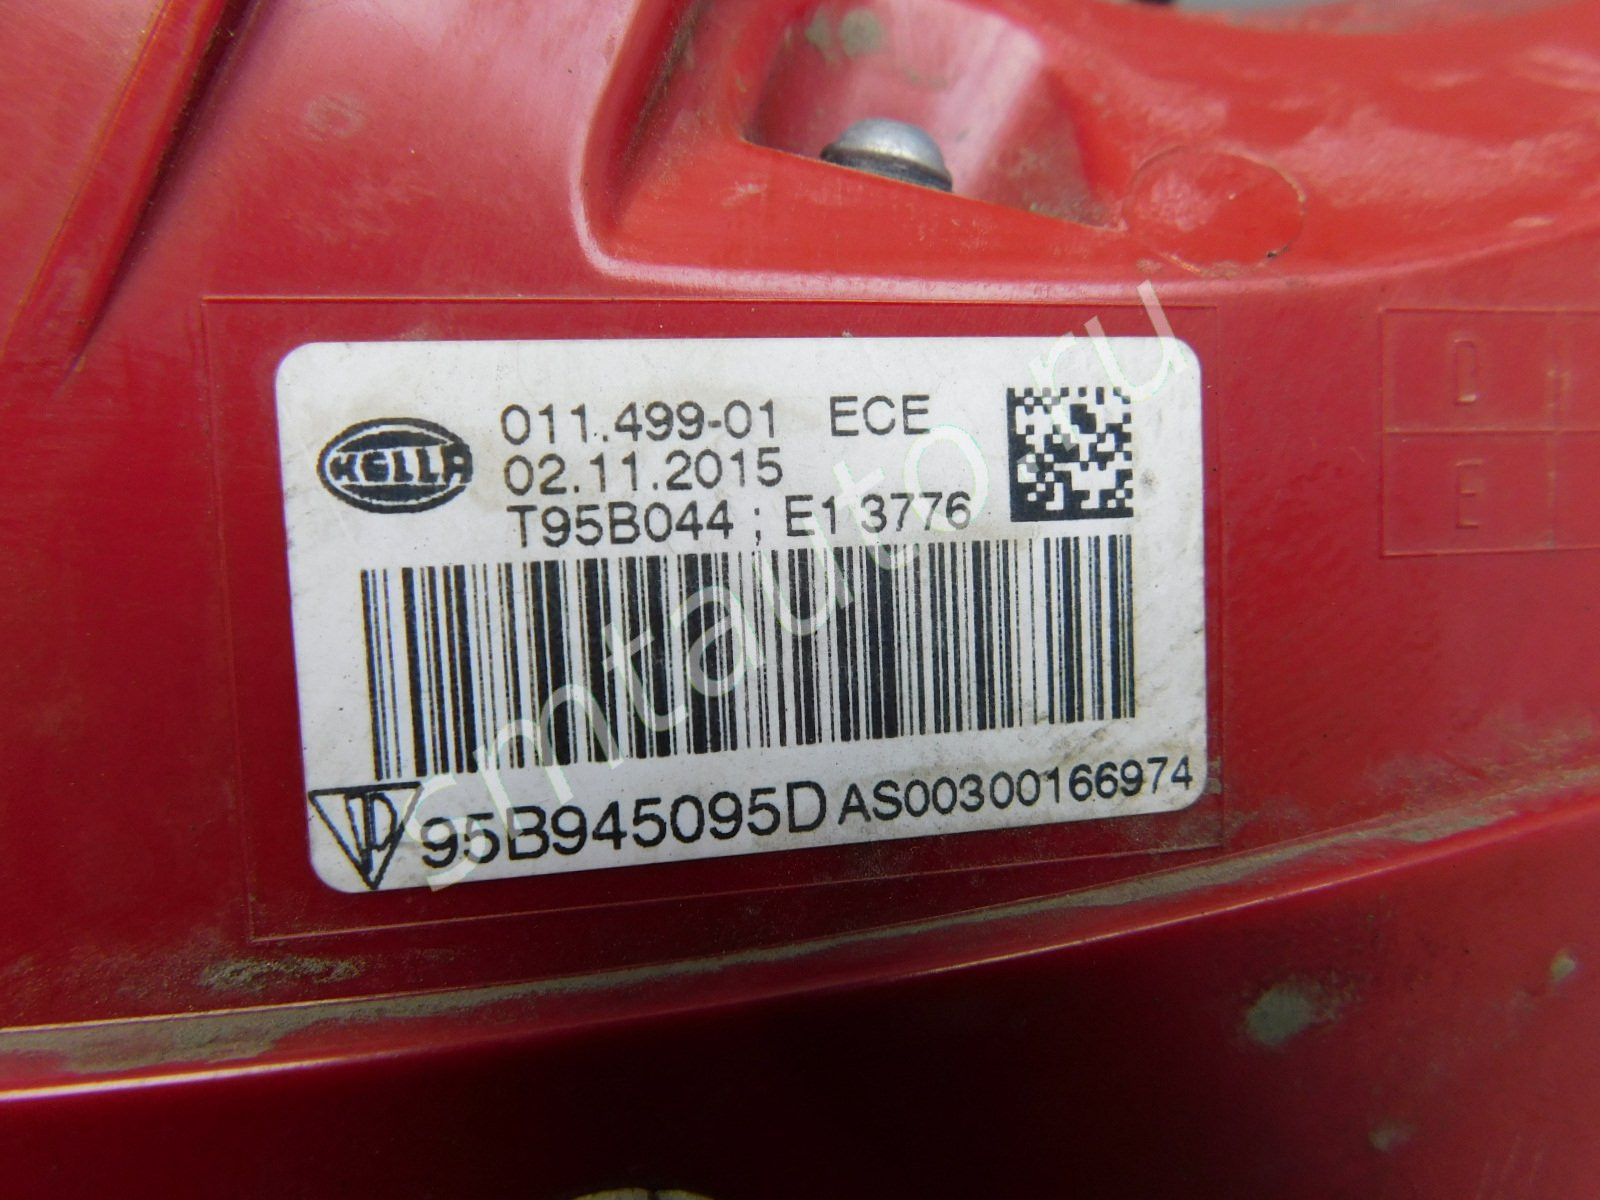 HELLA
011.499-01 ECE
02.11.2015
T95B044 ; E1 3776
95B945095D AS00300166974
D
E
smtauto.ru